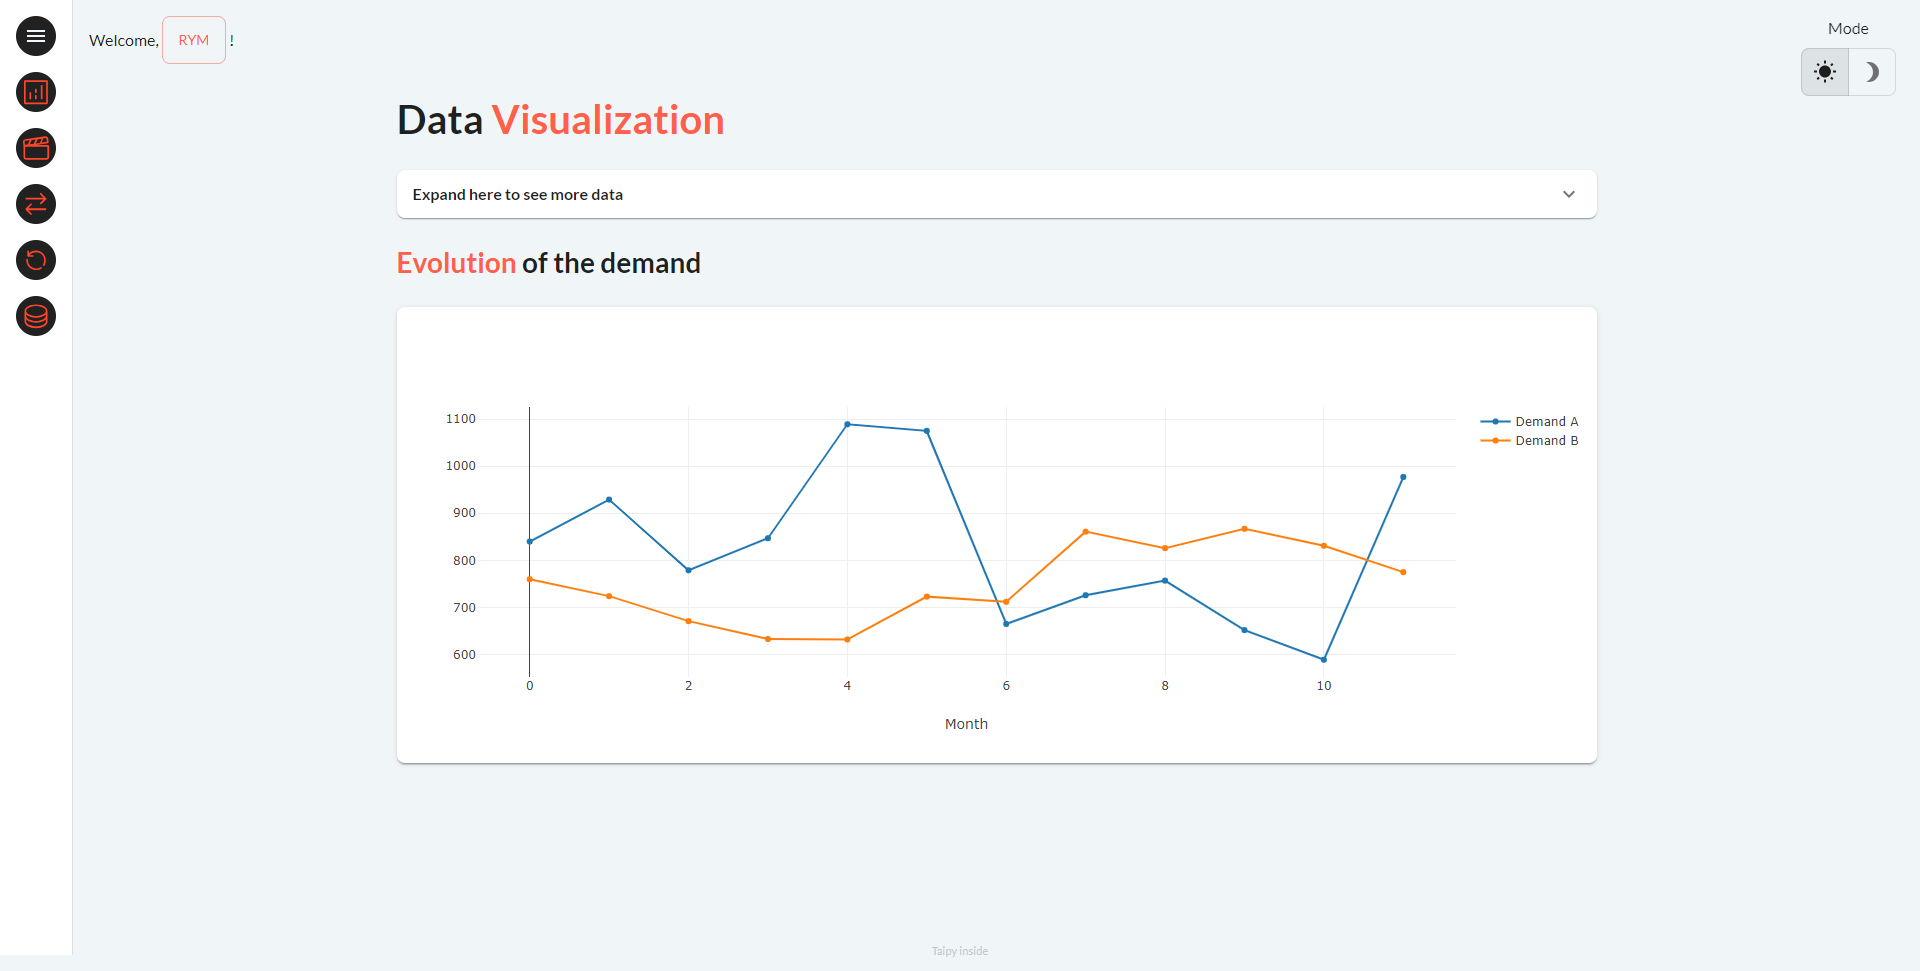 Welcome, RYM !
Mode
Data Visualization
Expand here to see more data
Evolution of the demand
1100
1000
900
800
700
600
0 2 4 6 8 10
Month
Demand A
Demand B
Taipy inside